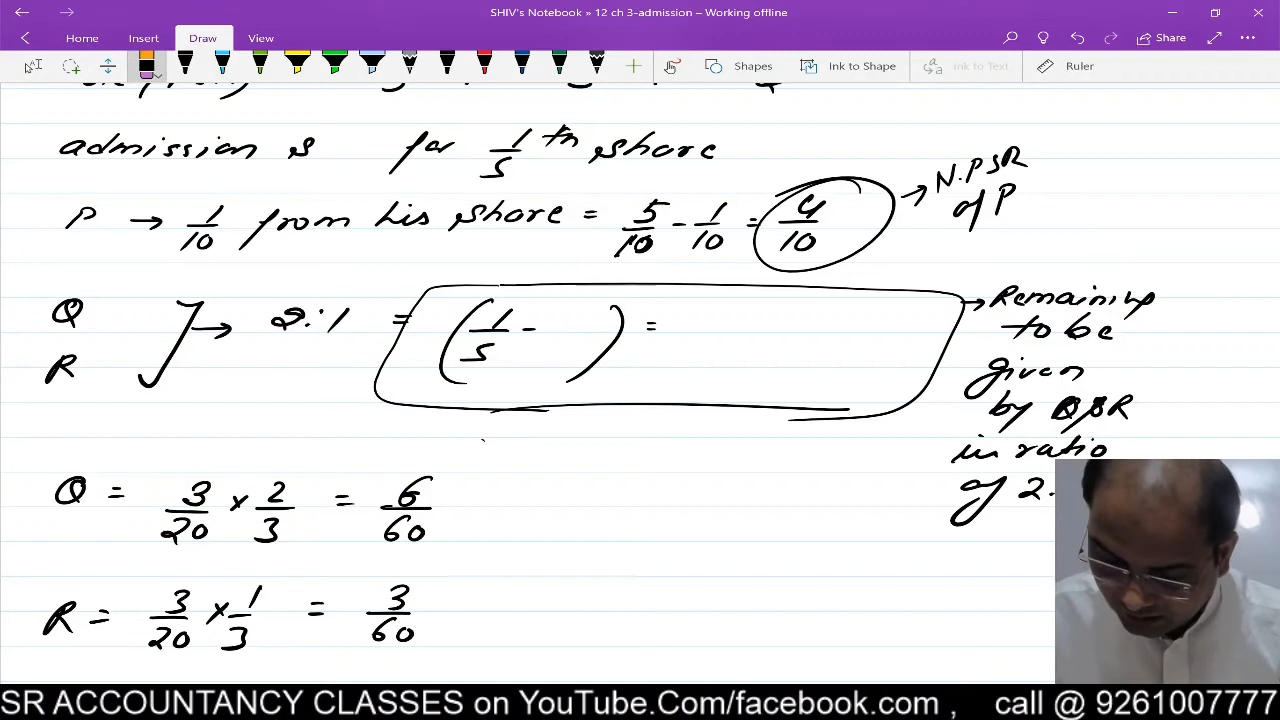 SHIV's Notebook » 12 ch 3-admission – Working offline
Home Insert Draw View
Share
Shapes Ink to Shape Ink to Text Ruler
admission is for 1/5 th share
P → 1/10 from his share = 5/10 - 1/10 = 4/10 → N.PSR of P
Q
R → 2:1 = (1/5 - ) =
→ Remaining
to be
given
by Q & R
in ratio
of 2:
Q = 3/20 × 2/3 = 6/60
R = 3/20 × 1/3 = 3/60
SR ACCOUNTANCY CLASSES on YouTube.Com/facebook.com , call @ 9261007777